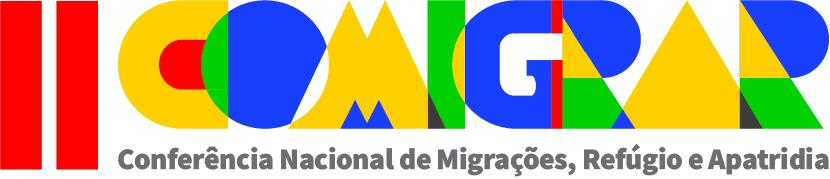 II COMIGRAR
Conferência Nacional de Migrações, Refúgio e Apatridia